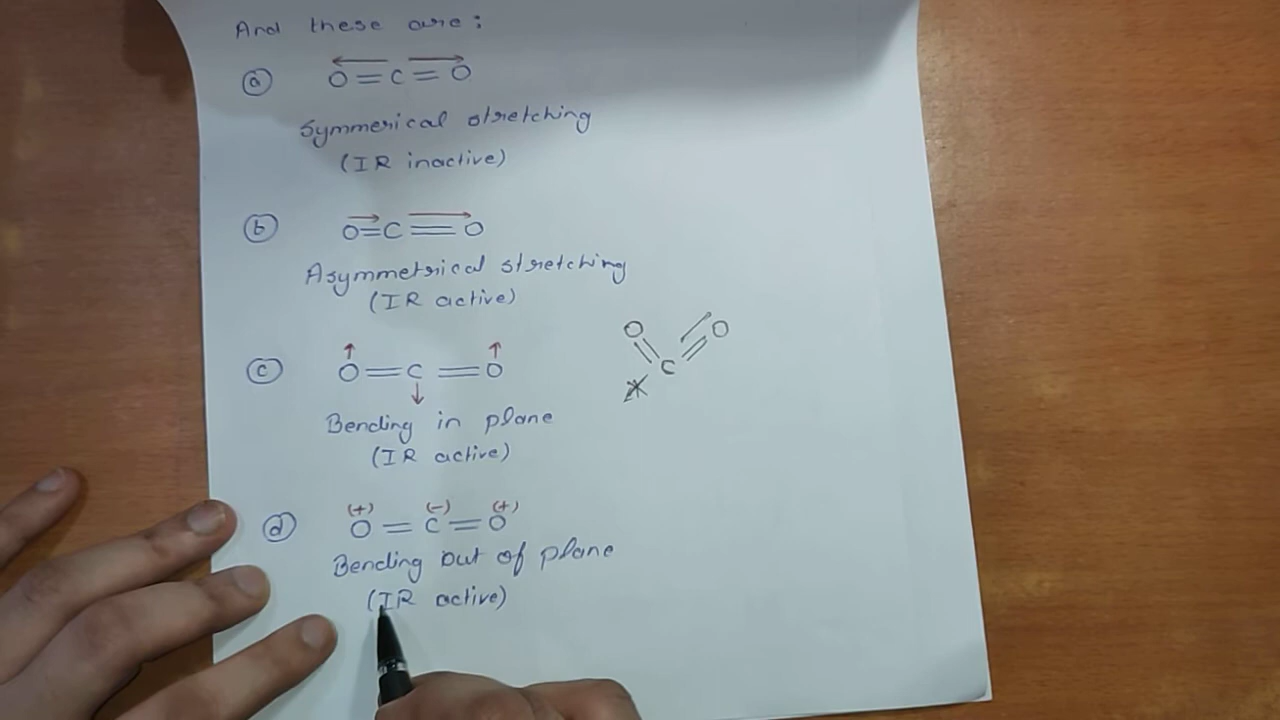 And these are :
(a) O = C = O
Symmerical stretching
(IR inactive)
(b) O = C = O
Asymmetrical stretching
(IR active)
(c) O = C = O
Bending in plane
(IR active)
O = C = O
(+) (-) (+)
(d) O = C = O
Bending out of plane
(IR active)